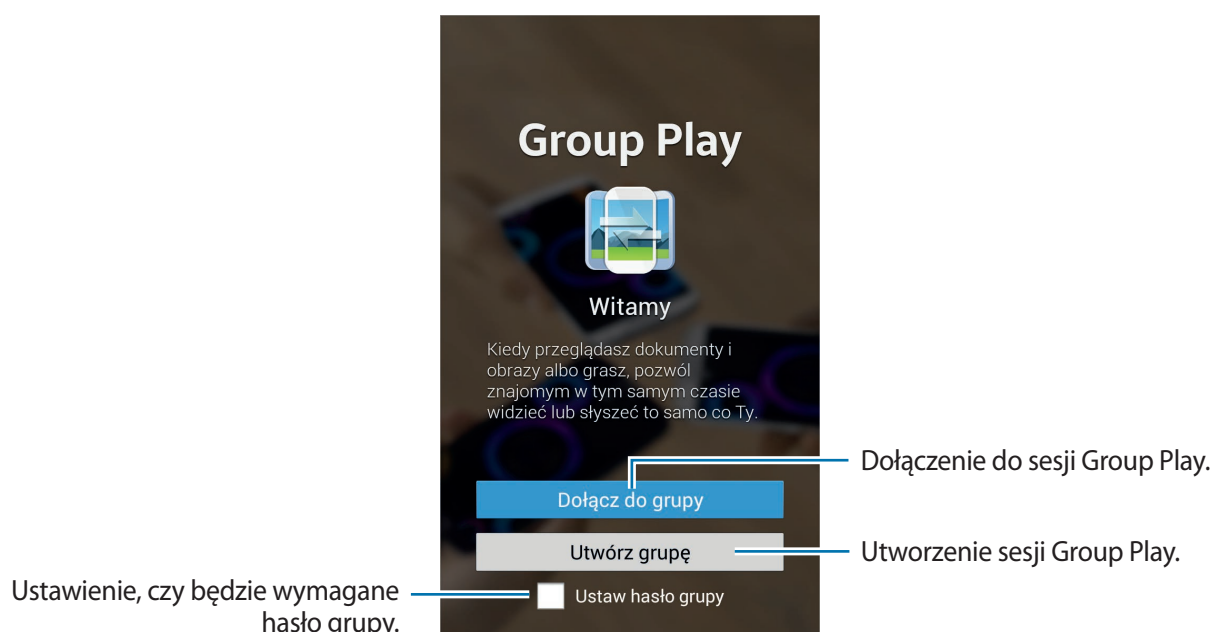 Group Play
Witamy
Kiedy przeglądasz dokumenty i
obrazy albo grasz, pozwól
znajomym w tym samym czasie
widzieć lub słyszeć to samo co Ty.
Dołączenie do sesji Group Play.
Dołącz do grupy
Utwórz grupę
Utworzenie sesji Group Play.
Ustawienie, czy będzie wymagane
hasło grupy.
Ustaw hasło grupy